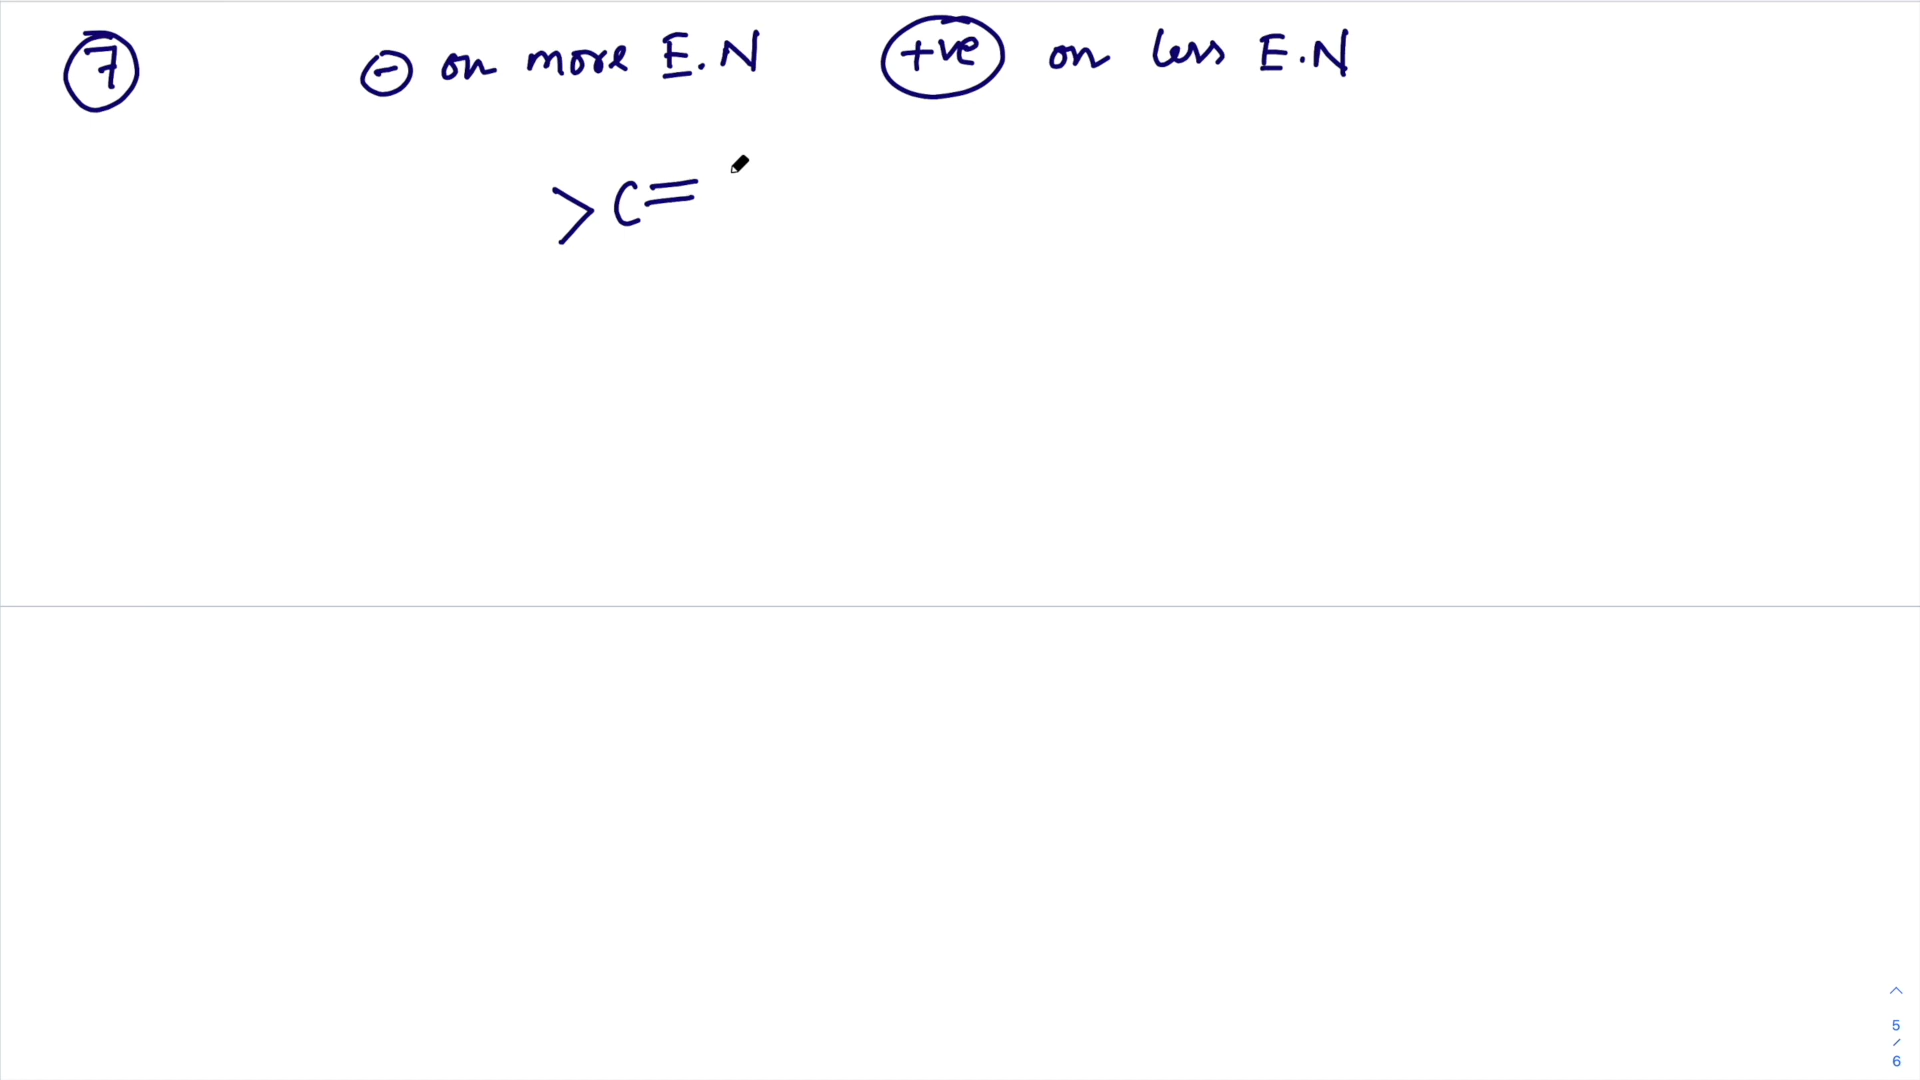 7 ⊖ on more E.N +ve on less E.N
>C=
5
/
6